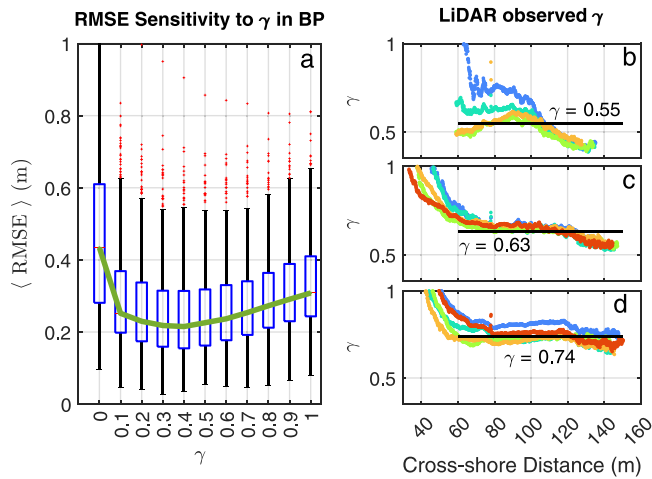 RMSE Sensitivity to γ in BP
LiDAR observed γ
a
⟨ RMSE ⟩ (m)
1
0.8
0.6
0.4
0.2
0
0 0.1 0.2 0.3 0.4 0.5 0.6 0.7 0.8 0.9 1
γ
b
1
γ
0.5
γ = 0.55
c
1
γ
0.5
γ = 0.63
d
1
γ
0.5
γ = 0.74
40 60 80 100 120 140 160
Cross-shore Distance (m)